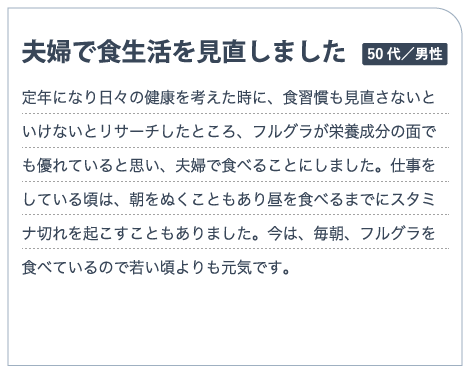 夫婦で食生活を見直しました 50代／男性
定年になり日々の健康を考えた時に、食習慣も見直さないと
いけないとリサーチしたところ、フルグラが栄養成分の面で
も優れていると思い、夫婦で食べることにしました。仕事を
している頃は、朝をぬくこともあり昼を食べるまでにスタミ
ナ切れを起こすこともありました。今は、毎朝、フルグラを
食べているので若い頃よりも元気です。